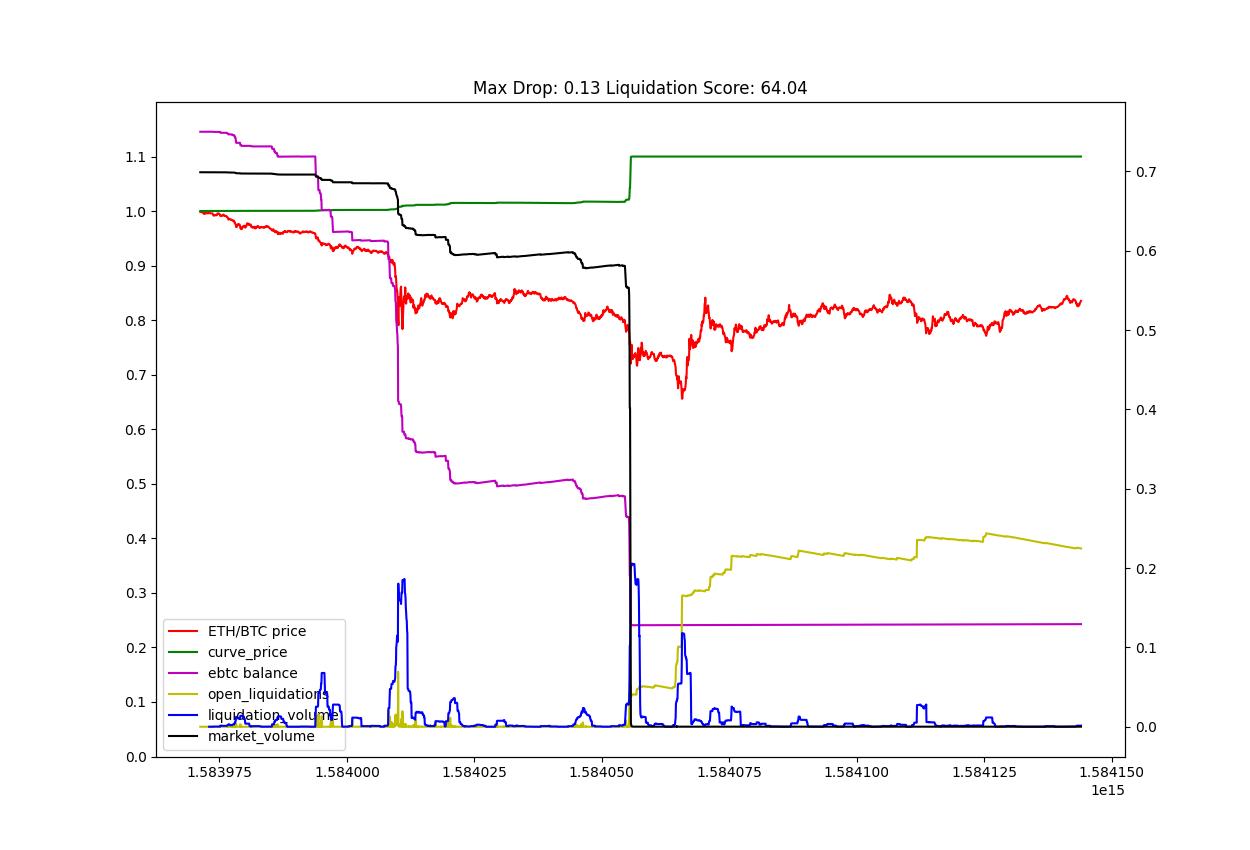 Max Drop: 0.13 Liquidation Score: 64.04
1.1
1.0
0.9
0.8
0.7
0.6
0.5
0.4
0.3
0.2
0.1
0.0
0.7
0.6
0.5
0.4
0.3
0.2
0.1
0.0
ETH/BTC price
curve_price
ebtc balance
open_liquidations
liquidation_volume
market_volume
1.583975 1.584000 1.584025 1.584050 1.584075 1.584100 1.584125 1.584150
1e15